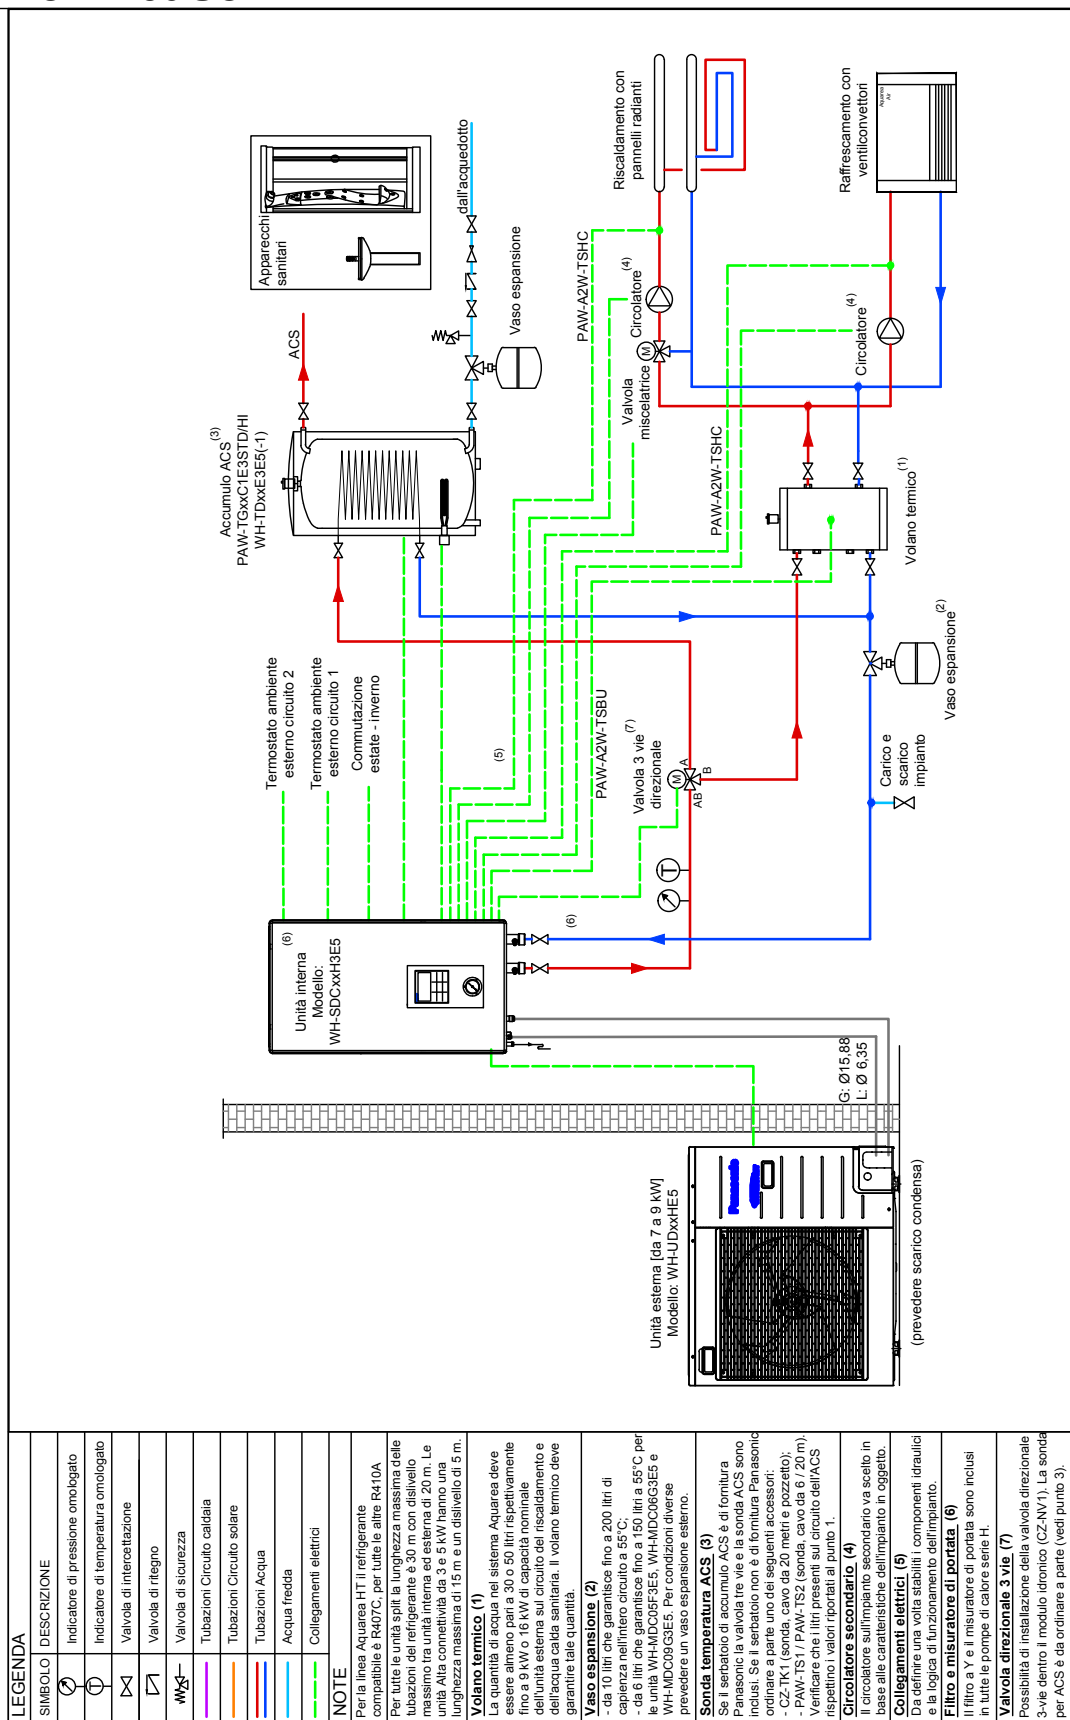 LEGENDA
SIMBOLO DESCRIZIONE
Indicatore di pressione omologato
Indicatore di temperatura omologato
Valvola di intercettazione
Valvola di ritegno
Valvola di sicurezza
Tubazioni Circuito caldaia
Tubazioni Circuito solare
Tubazioni Acqua
Acqua fredda
Collegamenti elettrici
NOTE
Per la linea Aquarea HT il refrigerante
compatibile è R407C, per tutte le altre R410A
Per tutte le unità split la lunghezza massima delle
tubazioni del refrigerante è 30 m con dislivello
massimo tra unità interna ed esterna di 20 m. Le
unità Alta connettività da 3 e 5 kW hanno una
lunghezza massima di 15 m e un dislivello di 5 m.
Volano termico (1)
La quantità di acqua nel sistema Aquarea deve
essere almeno pari a 30 o 50 litri rispettivamente
fino a 9 kW o 16 kW di capacità nominale
dell'unità esterna sul circuito del riscaldamento e
dell'acqua calda sanitaria. Il volano termico deve
garantire tale quantità.
Vaso espansione (2)
- da 10 litri che garantisce fino a 200 litri di
capienza nell'intero circuito a 55°C;
- da 6 litri che garantisce fino a 150 litri a 55°C per
le unità WH-MDC05F3E5, WH-MDC06G3E5 e
WH-MDC09G3E5. Per condizioni diverse
prevedere un vaso espansione esterno.
Sonda temperatura ACS (3)
Se il serbatoio di accumulo ACS è di fornitura
Panasonic la valvola tre vie e la sonda ACS sono
inclusi. Se il serbatoio non è di fornitura Panasonic
ordinare a parte uno dei seguenti accessori:
- CZ-TK1 (sonda, cavo da 20 metri e pozzetto);
- PAW-TS1 / PAW-TS2 (sonda, cavo da 6 / 20 m).
Verificare che i litri presenti sul circuito dell'ACS
rispettino i valori riportati al punto 1.
Circolatore secondario (4)
Il circolatore secondario va scelto in
base alle caratteristiche dell'impianto in oggetto.
Collegamenti elettrici (5)
Da definire una volta stabiliti i componenti idraulici
e la logica di funzionamento dell'impianto.
Filtro e misuratore di portata (6)
Il filtro a Y e il misuratore di portata sono inclusi
in tutte le pompe di calore serie H.
Valvola direzionale 3 vie (7)
Possibilità di installazione della valvola direzionale
3-vie dentro il modulo idronico (CZ-NV1). La sonda
per ACS è da ordinare a parte (vedi punto 3).
Unità esterna [da 7 a 9 kW]
Modello: WH-UDxxHE5
Panasonic
(prevedere scarico condensa)
G: Ø15,88
L: Ø 6,35
(6)
Unità interna
Modello:
WH-SDCxxH3E5
(6)
Termostato ambiente
esterno circuito 2
Termostato ambiente
esterno circuito 1
Commutazione
estate - inverno
(5)
PAW-A2W-TSBU
Valvola 3 vie (7)
direzionale
M
A
B
AB
T
Carico e
scarico
impianto
Vaso espansione (2)
Accumulo ACS (3)
PAW-TGxxC1E3STD/HI
WH-TDxxE3E5(-1)
ACS
Apparecchi
sanitari
dall'acquedotto
Vaso espansione
PAW-A2W-TSHC
Valvola
miscelatrice
M
Circolatore (4)
PAW-A2W-TSHC
Volano termico (1)
Circolatore (4)
Riscaldamento con
pannelli radianti
Raffrescamento con
ventilconvettori
Aquarea
Air